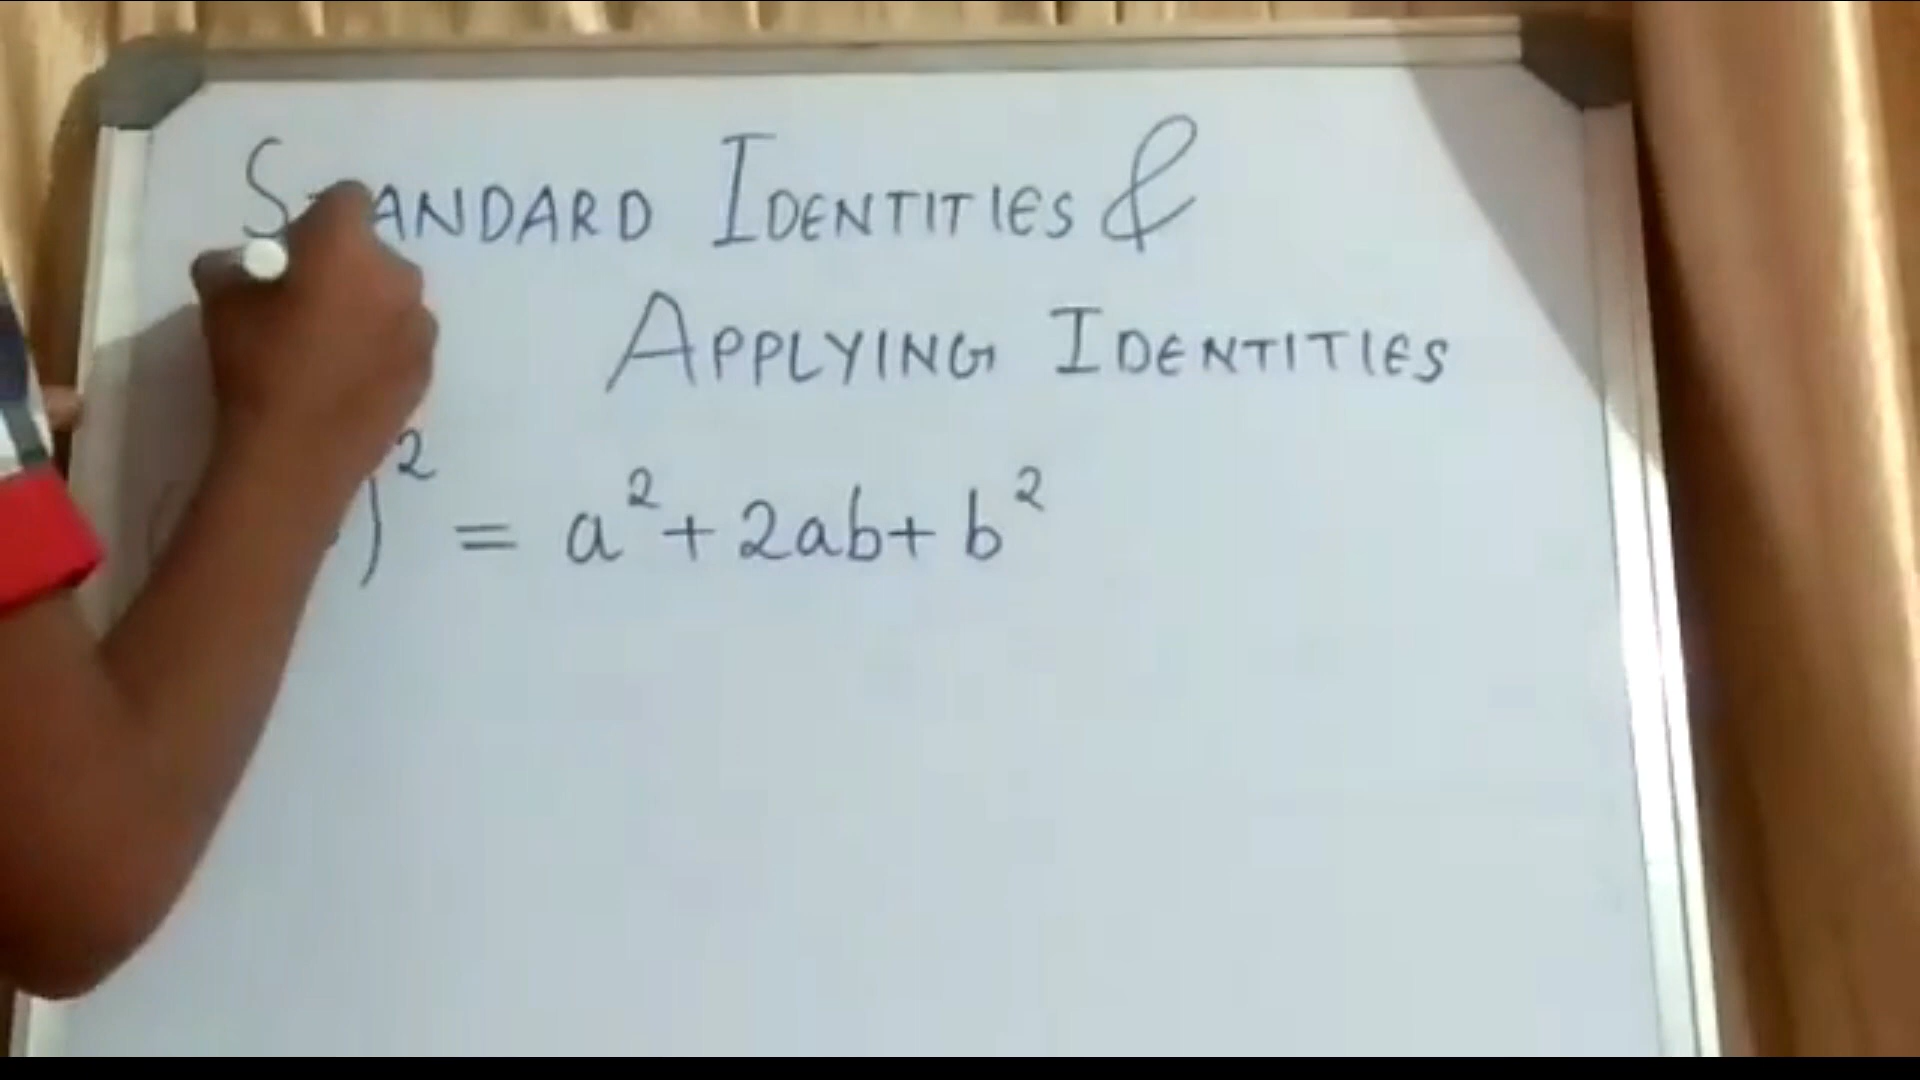 STANDARD IDENTITIES &
APPLYING IDENTITIES
)² = a² + 2ab + b²